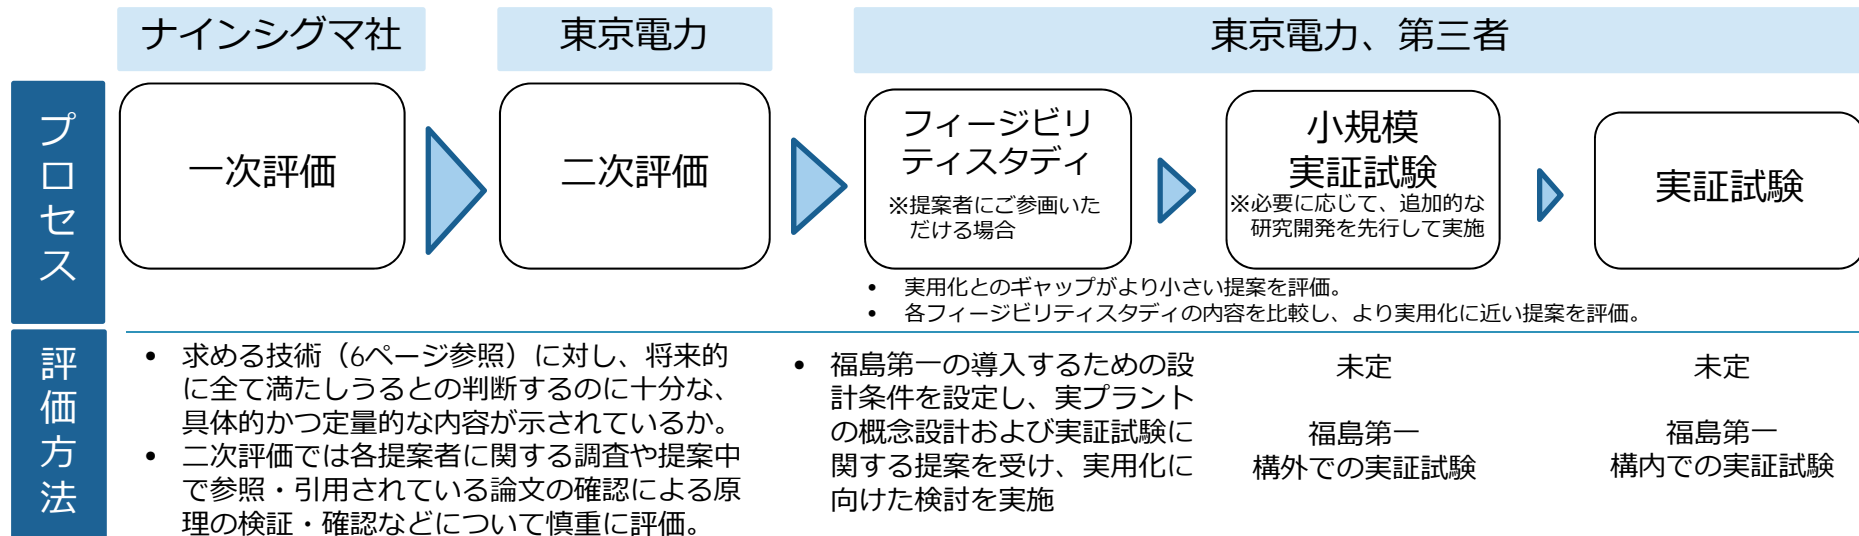 ナインシグマ社
東京電力
東京電力、第三者
プロセス
一次評価
二次評価
フィージビリ
ティスタディ
※提案者にご参画いた
だける場合
小規模
実証試験
※必要に応じて、追加的な
研究開発を先行して実施
実証試験
• 実用化とのギャップがより小さい提案を評価。
• 各フィージビリティスタディの内容を比較し、より実用化に近い提案を評価。
評価方法
• 求める技術（6ページ参照）に対し、将来的
に全て満たしうるとの判断するのに十分な、
具体的かつ定量的な内容が示されているか。
• 二次評価では各提案者に関する調査や提案中
で参照・引用されている論文の確認による原
理の検証・確認などについて慎重に評価。
• 福島第一の導入するための設
計条件を設定し、実プラント
の概念設計および実証試験に
関する提案を受け、実用化に
向けた検討を実施
未定
福島第一
構外での実証試験
未定
福島第一
構内での実証試験